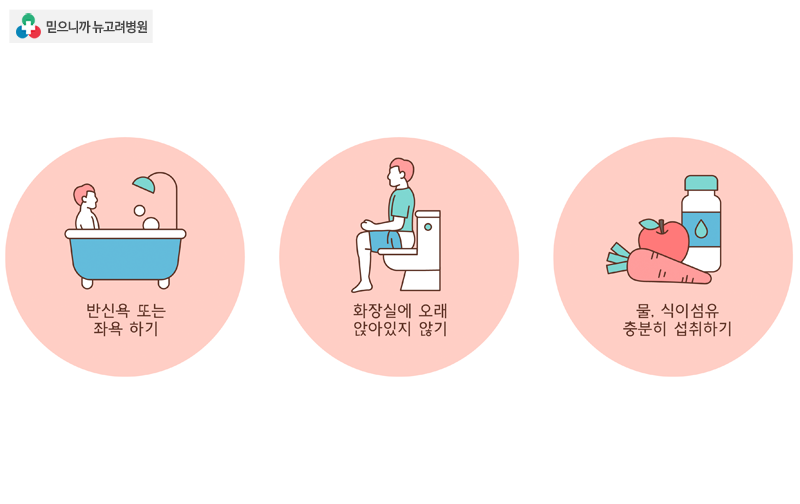 믿으니까 뉴고려병원
반신욕 또는
좌욕 하기
화장실에 오래
앉아있지 않기
물. 식이섬유
충분히 섭취하기